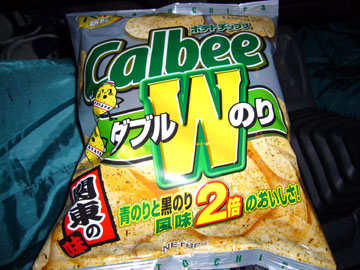 ポテトチップス
Calbee
ダブル
W
のり
関東の
味
青のりと黒のり
風味2倍のおいしさ!